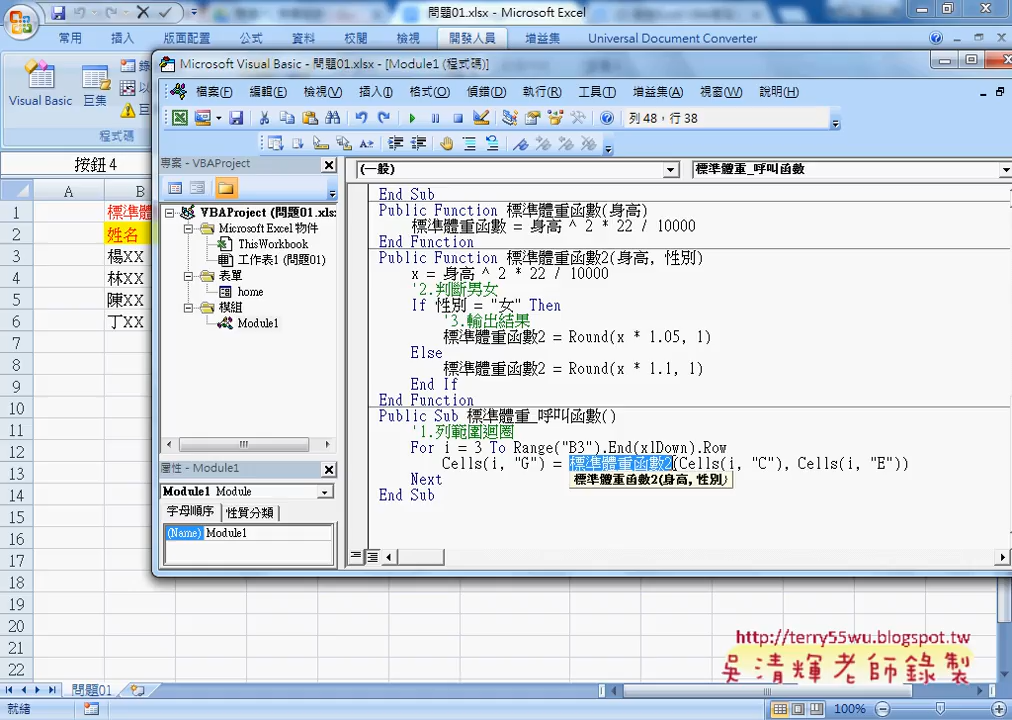 問題01.xlsx - Microsoft Excel
常用 插入 版面配置 公式 資料 校閱 檢視 開發人員 增益集 Universal Document Converter
Visual Basic 巨集
程式碼
按鈕 4
Microsoft Visual Basic - 問題01.xlsx - [Module1 (程式碼)]
檔案(F) 編輯(E) 檢視(V) 插入(I) 格式(O) 偵錯(D) 執行(R) 工具(T) 增益集(A) 視窗(W) 說明(H)
列 48，行 38
專案 - VBAProject
VBAProject (問題01.xls:
Microsoft Excel 物件
ThisWorkbook
工作表1 (問題01)
表單
home
模組
Module1
屬性 - Module1
Module1 Module
字母順序 性質分類
(Name) Module1
(一般) 標準體重_呼叫函數
End Sub
Public Function 標準體重函數(身高)
標準體重函數 = 身高 ^ 2 * 22 / 10000
End Function
Public Function 標準體重函數2(身高, 性別)
x = 身高 ^ 2 * 22 / 10000
'2.判斷男女
If 性別 = "女" Then
'3.輸出結果
標準體重函數2 = Round(x * 1.05, 1)
Else
標準體重函數2 = Round(x * 1.1, 1)
End If
End Function
Public Sub 標準體重_呼叫函數()
'1.列範圍迴圈
For i = 3 To Range("B3").End(xlDown).Row
Cells(i, "G") = 標準體重函數2(Cells(i, "C"), Cells(i, "E"))
標準體重函數2(身高, 性別)
Next
End Sub
A B
1 標準體
2 姓名
3 楊XX
4 林XX
5 陳XX
6 丁XX
7
8
9
10
11
12
13
14
15
16
17
18
19
20
21
22
http://terry55wu.blogspot.tw
吳清輝老師錄製
問題01
就緒
100%